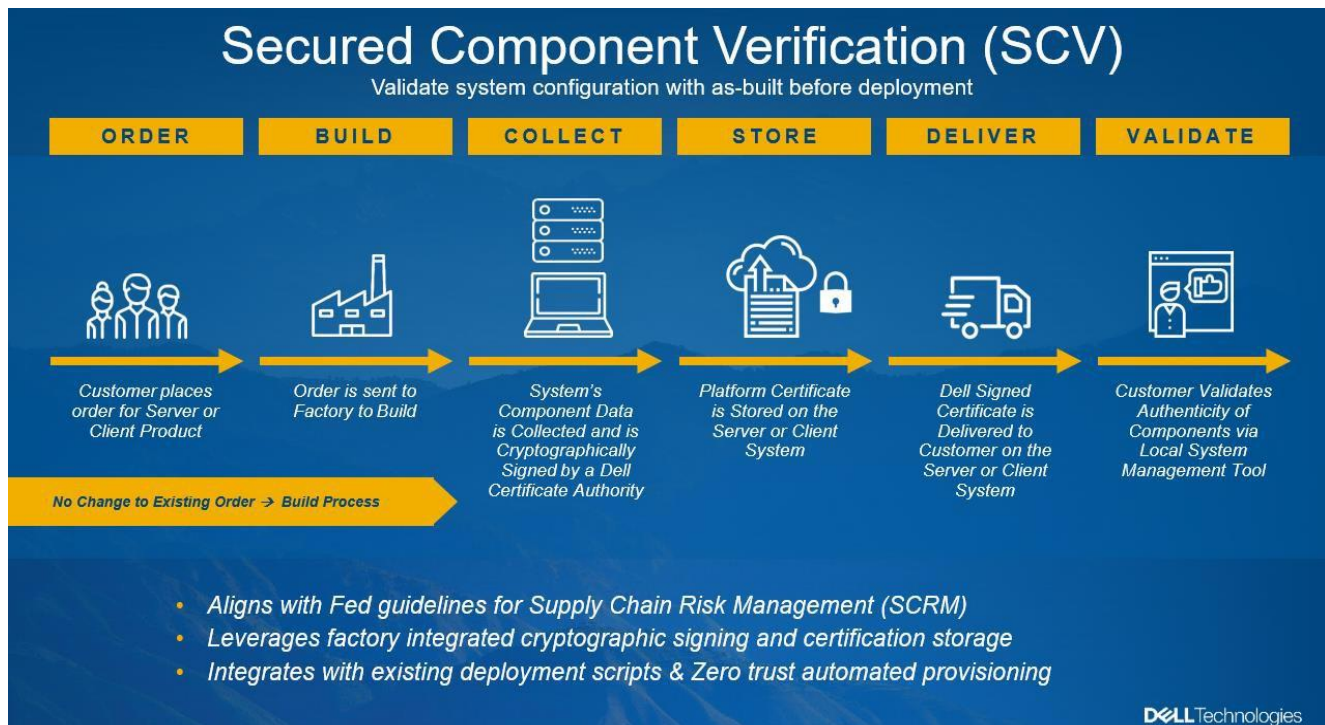 Secured Component Verification (SCV)
Validate system configuration with as-built before deployment
ORDER
BUILD
COLLECT
STORE
DELIVER
VALIDATE
Customer places
order for Server or
Client Product
Order is sent to
Factory to Build
System's
Component Data
is Collected and is
Cryptographically
Signed by a Dell
Certificate Authority
Platform Certificate
is Stored on the
Server or Client
System
Dell Signed
Certificate is
Delivered to
Customer on the
Server or Client
System
Customer Validates
Authenticity of
Components via
Local System
Management Tool
No Change to Existing Order → Build Process
• Aligns with Fed guidelines for Supply Chain Risk Management (SCRM)
• Leverages factory integrated cryptographic signing and certification storage
• Integrates with existing deployment scripts & Zero trust automated provisioning
DELLTechnologies